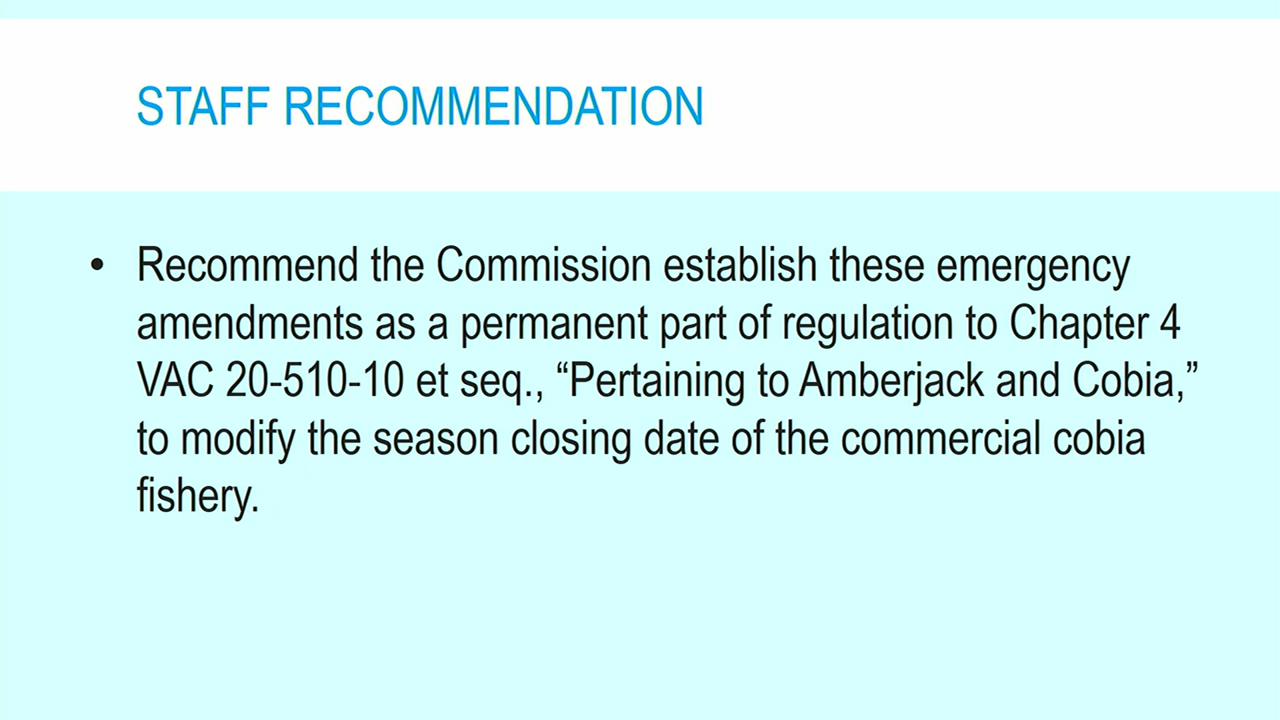 STAFF RECOMMENDATION
• Recommend the Commission establish these emergency
amendments as a permanent part of regulation to Chapter 4
VAC 20-510-10 et seq., “Pertaining to Amberjack and Cobia,”
to modify the season closing date of the commercial cobia
fishery.